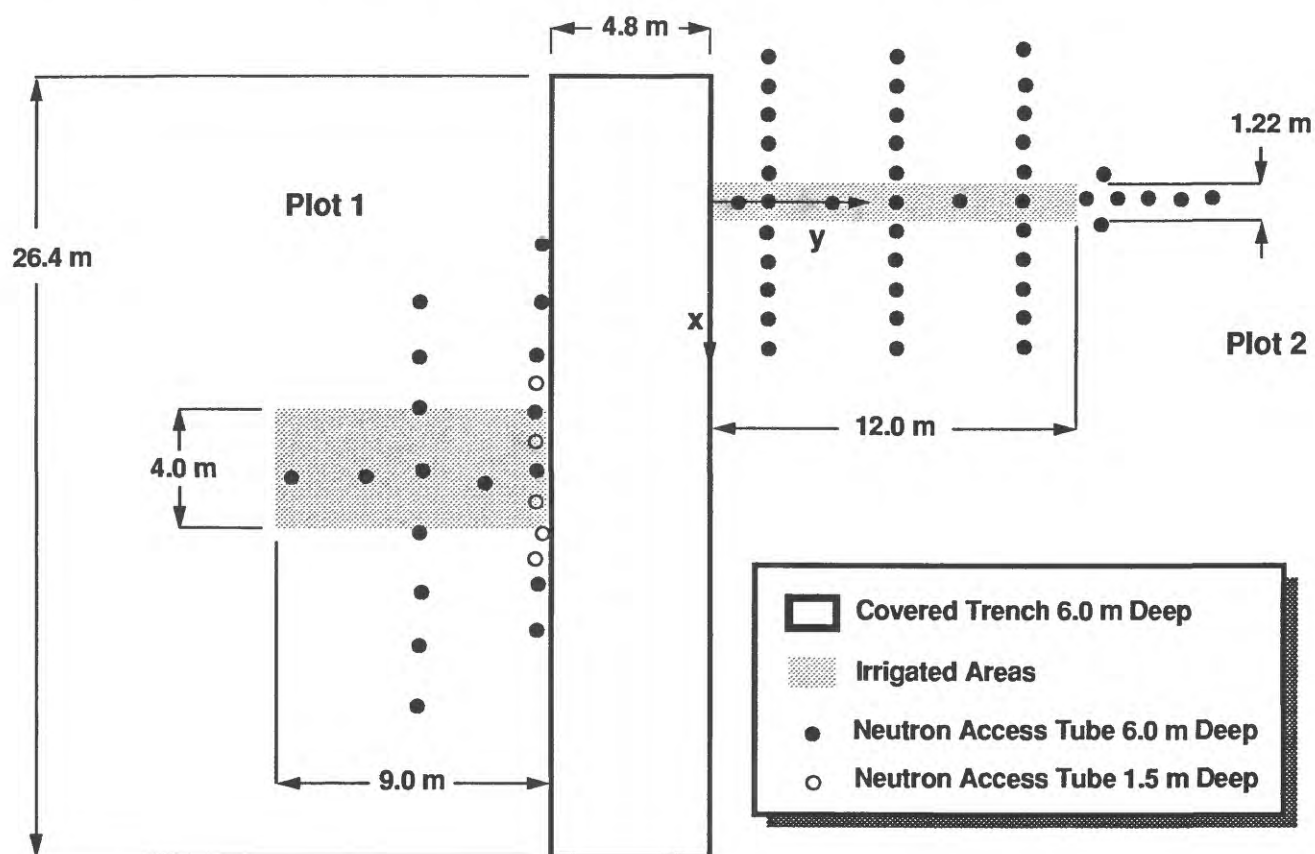 4.8 m
1.22 m
Plot 1
26.4 m
y
x
Plot 2
12.0 m
4.0 m
9.0 m
Covered Trench 6.0 m Deep
Irrigated Areas
Neutron Access Tube 6.0 m Deep
Neutron Access Tube 1.5 m Deep